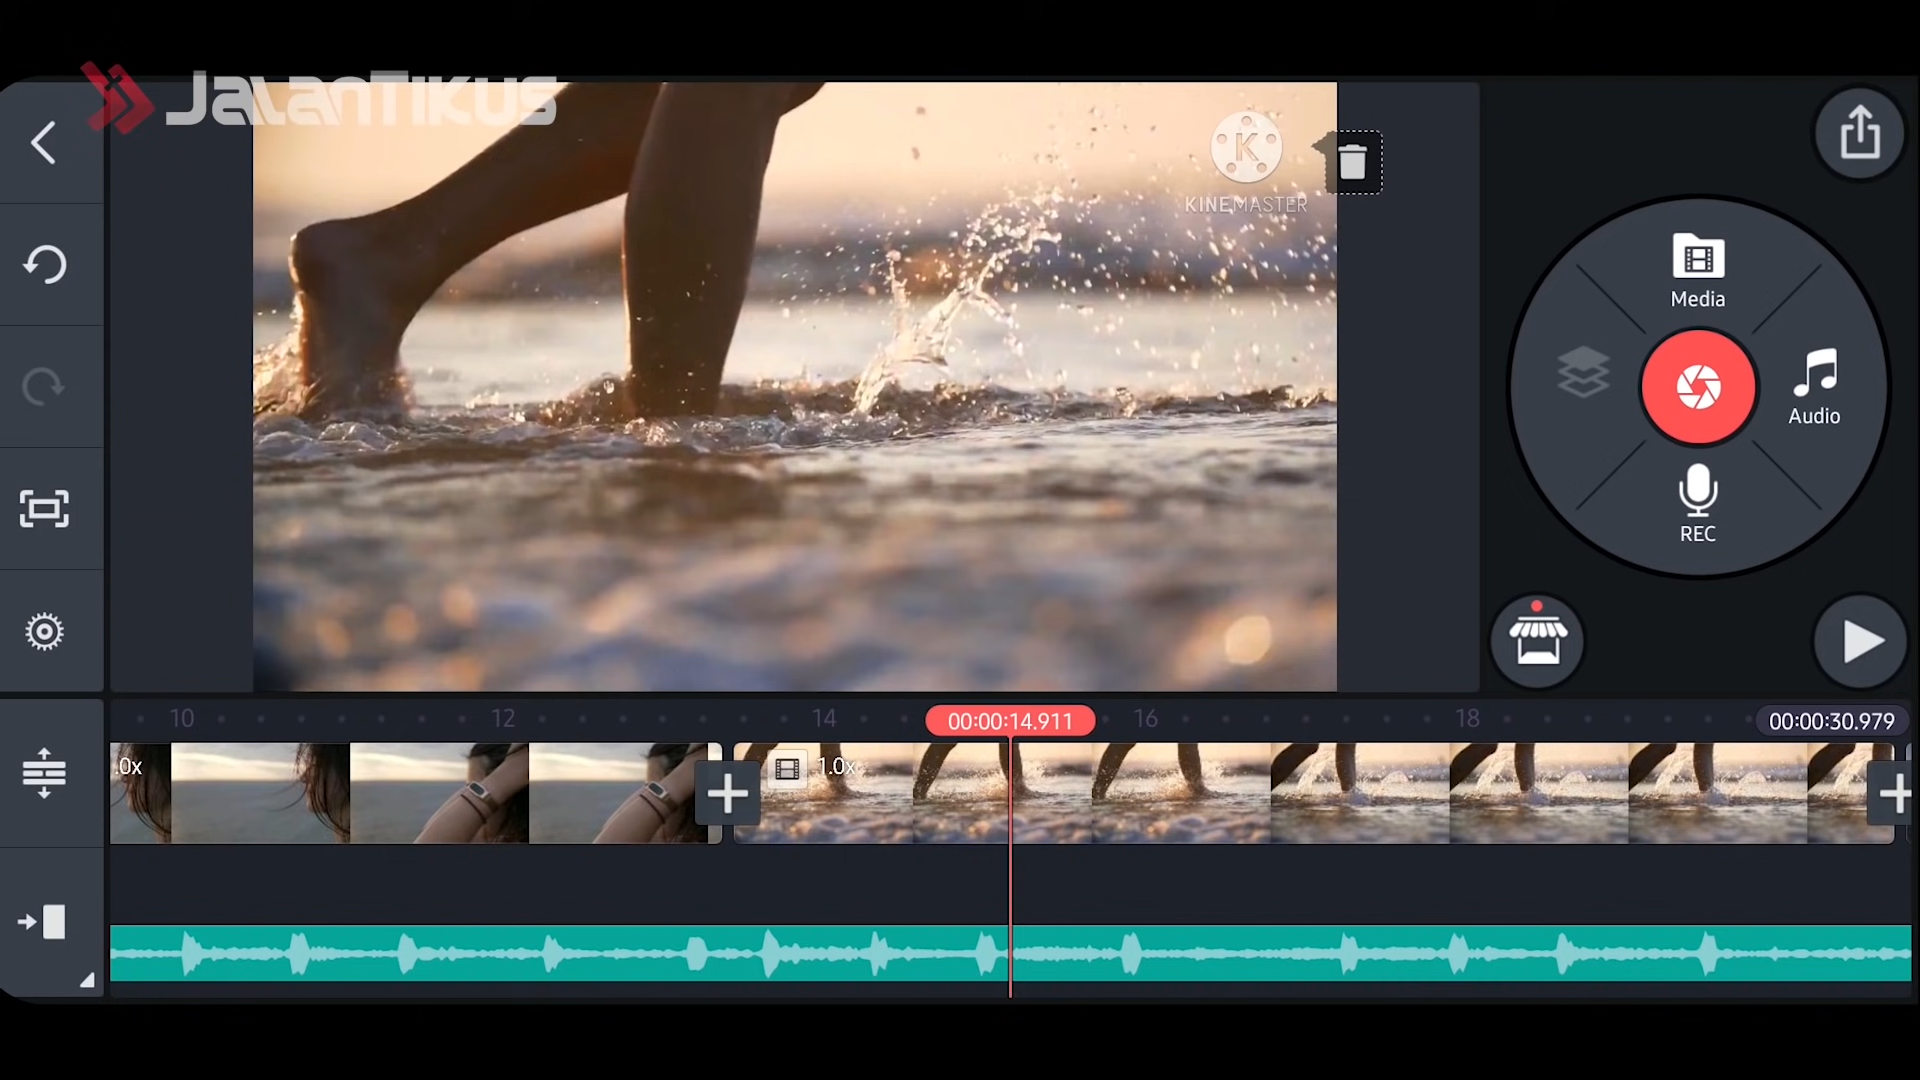 JALANTIKUS
K
KINEMASTER
Media
Audio
REC
10
12
14
00:00:14.911
16
18
00:00:30.979
.0x
1.0x